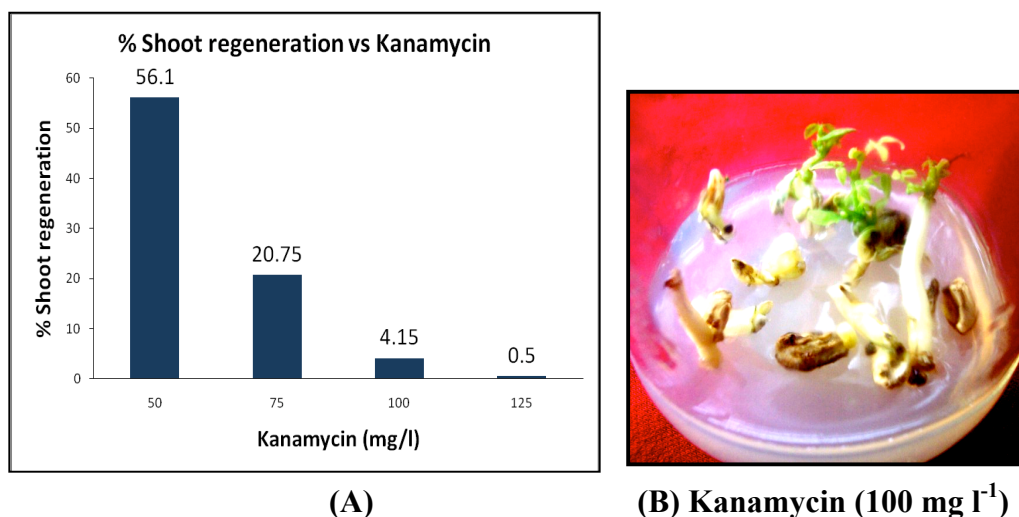 % Shoot regeneration vs Kanamycin
56.1
20.75
4.15
0.5
60
50
40
30
20
10
0
% Shoot regeneration
50 75 100 125
Kanamycin (mg/l)
(A)
(B) Kanamycin (100 mg l⁻¹)